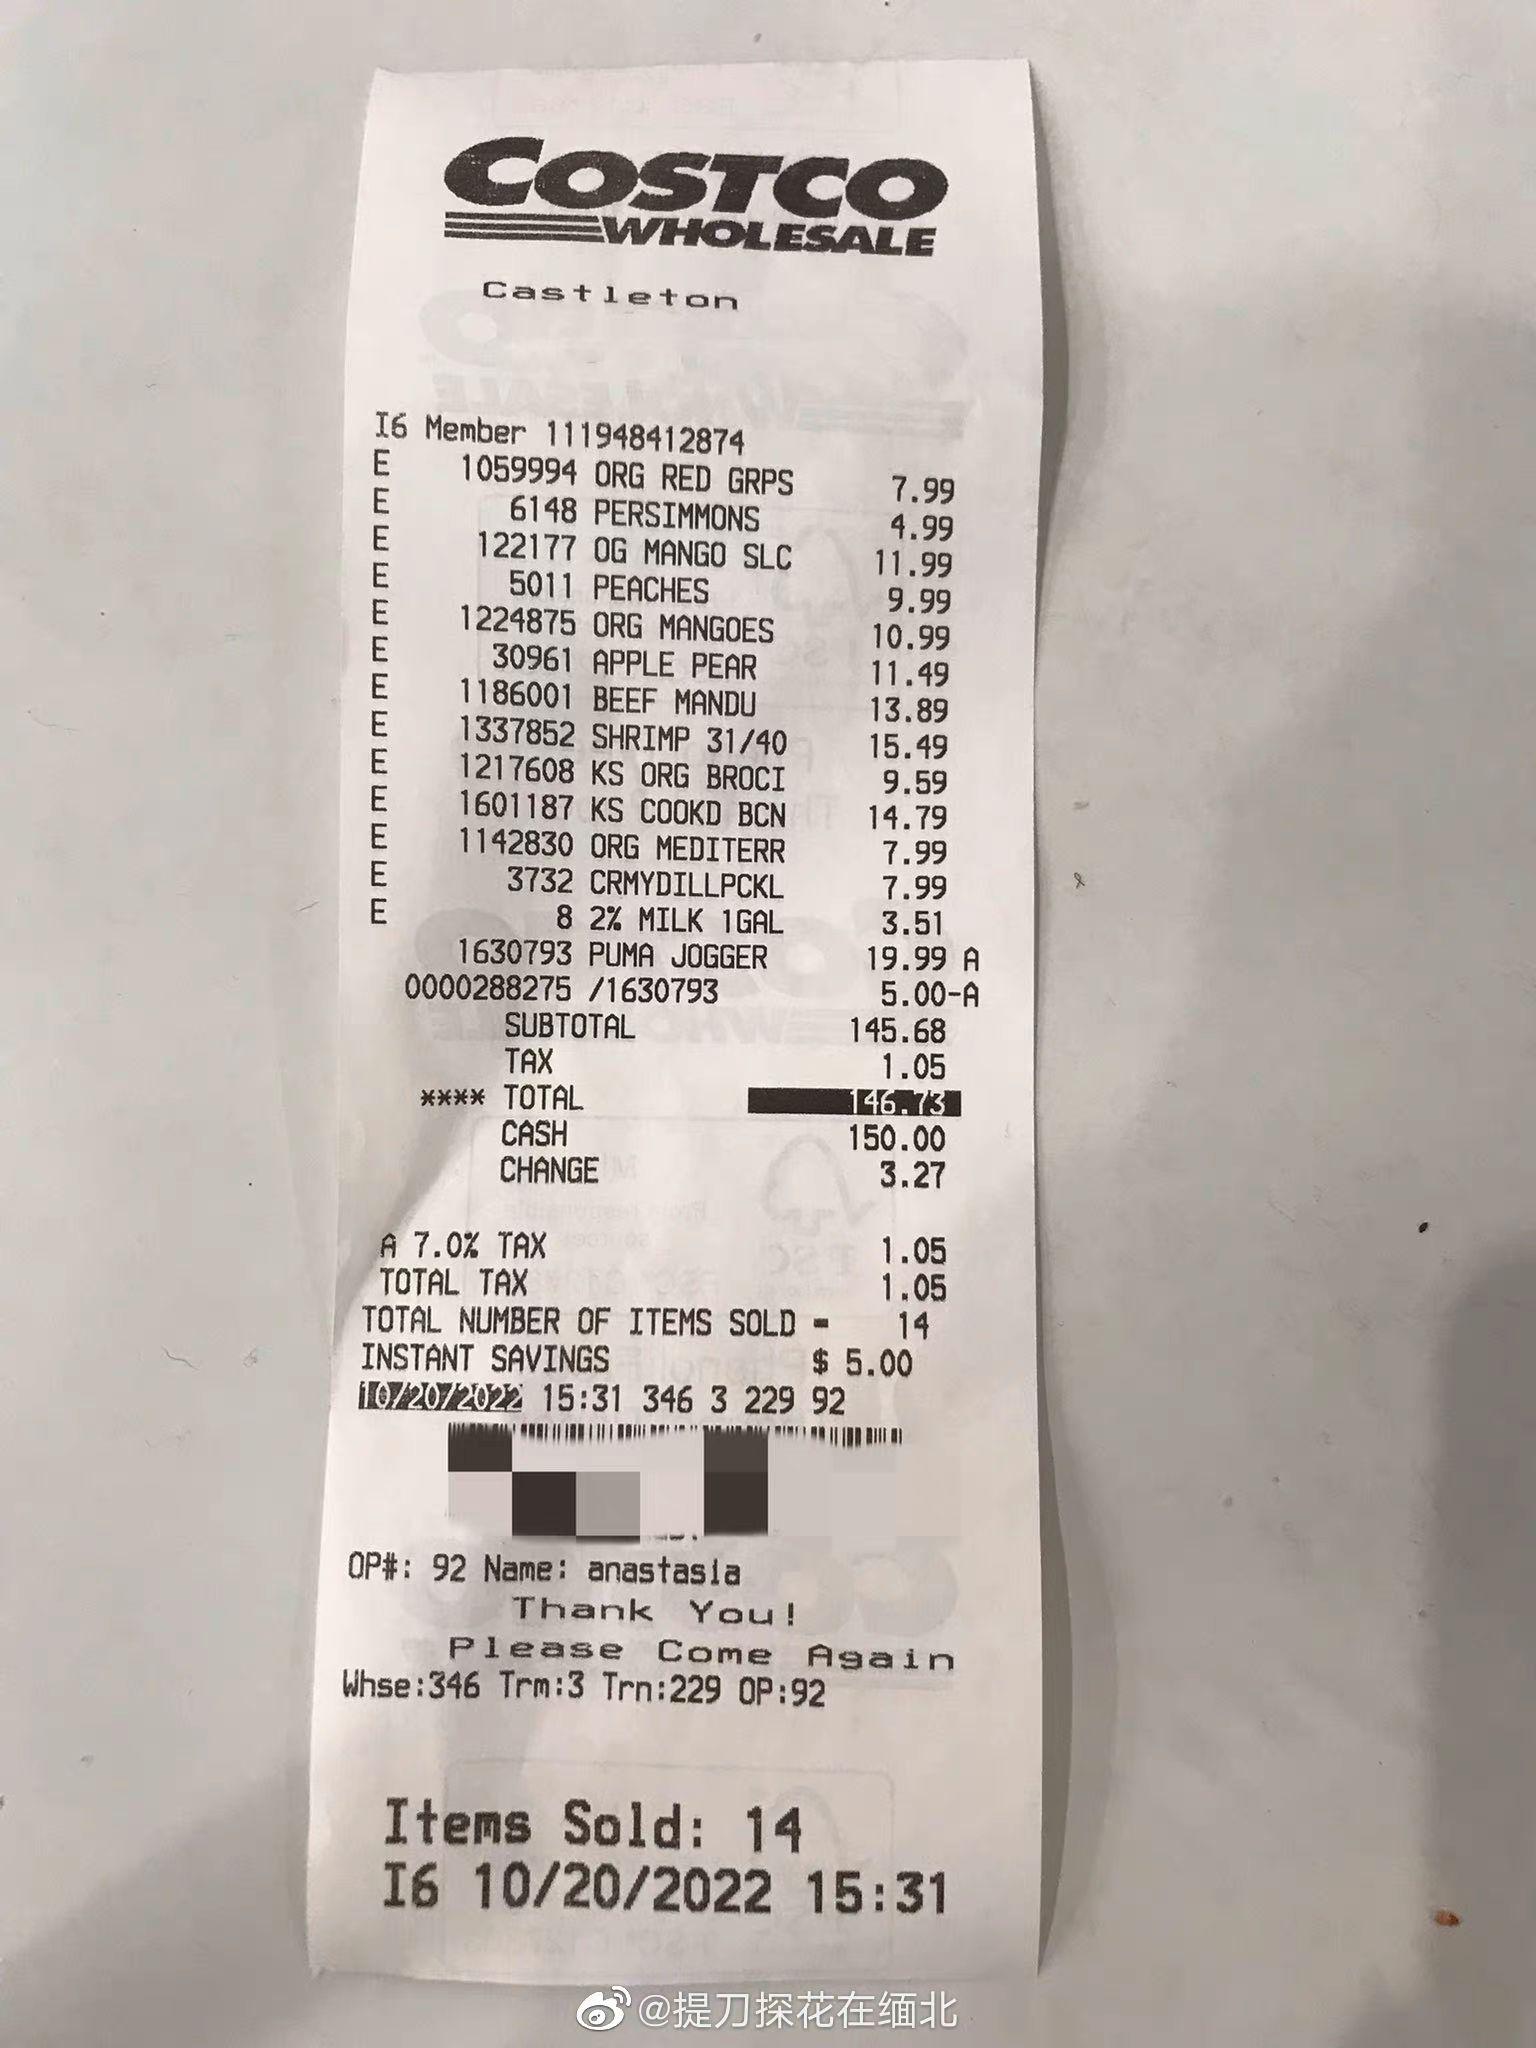 COSTCO
WHOLESALE
Castleton
I6 Member 111948412874
E 1059994 ORG RED GRPS 7.99
E 6148 PERSIMMONS 4.99
E 122177 OG MANGO SLC 11.99
E 5011 PEACHES 9.99
E 1224875 ORG MANGOES 10.99
E 30961 APPLE PEAR 11.49
E 1186001 BEEF MANDU 13.89
E 1337852 SHRIMP 31/40 15.49
E 1217608 KS ORG BROCI 9.59
E 1601187 KS COOKD BCN 14.79
E 1142830 ORG MEDITERR 7.99
E 3732 CRMYDILLPCKL 7.99
E 8 2% MILK 1GAL 3.51
1630793 PUMA JOGGER 19.99 A
0000288275 /1630793 5.00-A
SUBTOTAL 145.68
TAX 1.05
**** TOTAL 146.73
CASH 150.00
CHANGE 3.27
A 7.0% TAX 1.05
TOTAL TAX 1.05
TOTAL NUMBER OF ITEMS SOLD = 14
INSTANT SAVINGS $ 5.00
10/20/2022 15:31 346 3 229 92
OP#: 92 Name: anastasia
Thank You!
Please Come Again
Whse:346 Trm:3 Trn:229 OP:92
Items Sold: 14
I6 10/20/2022 15:31
@提刀探花在缅北